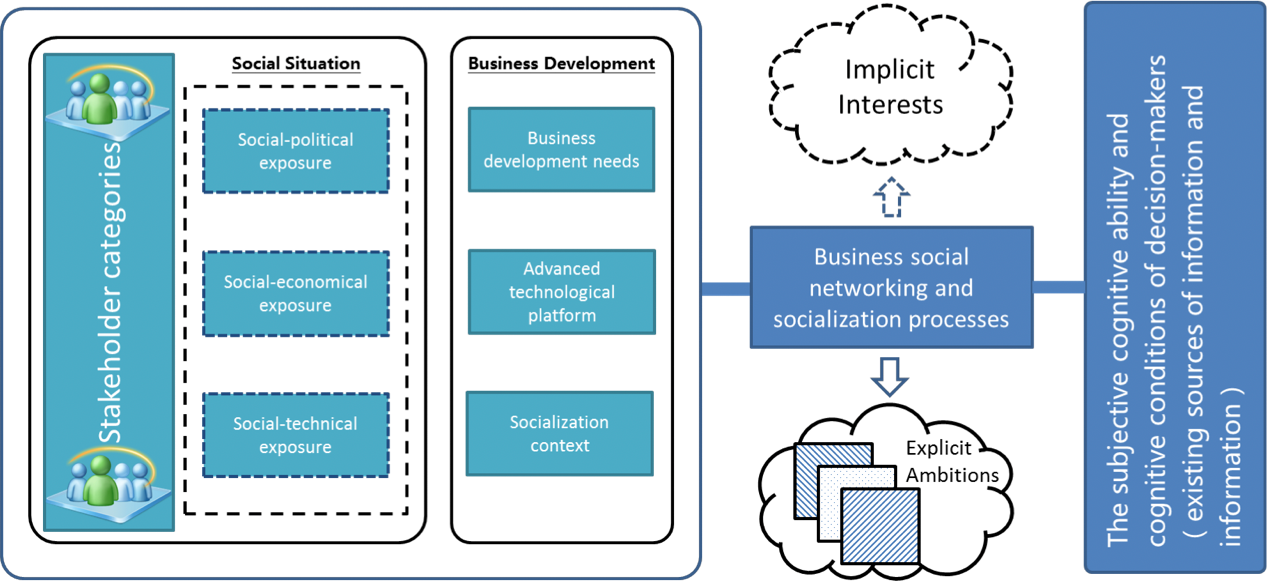 Stakeholder categories
Social Situation
Social-political
exposure
Social-economical
exposure
Social-technical
exposure
Business Development
Business
development needs
Advanced
technological
platform
Socialization
context
Implicit
Interests
Business social
networking and
socialization processes
Explicit
Ambitions
The subjective cognitive ability and
cognitive conditions of decision-makers
( existing sources of information and
information )